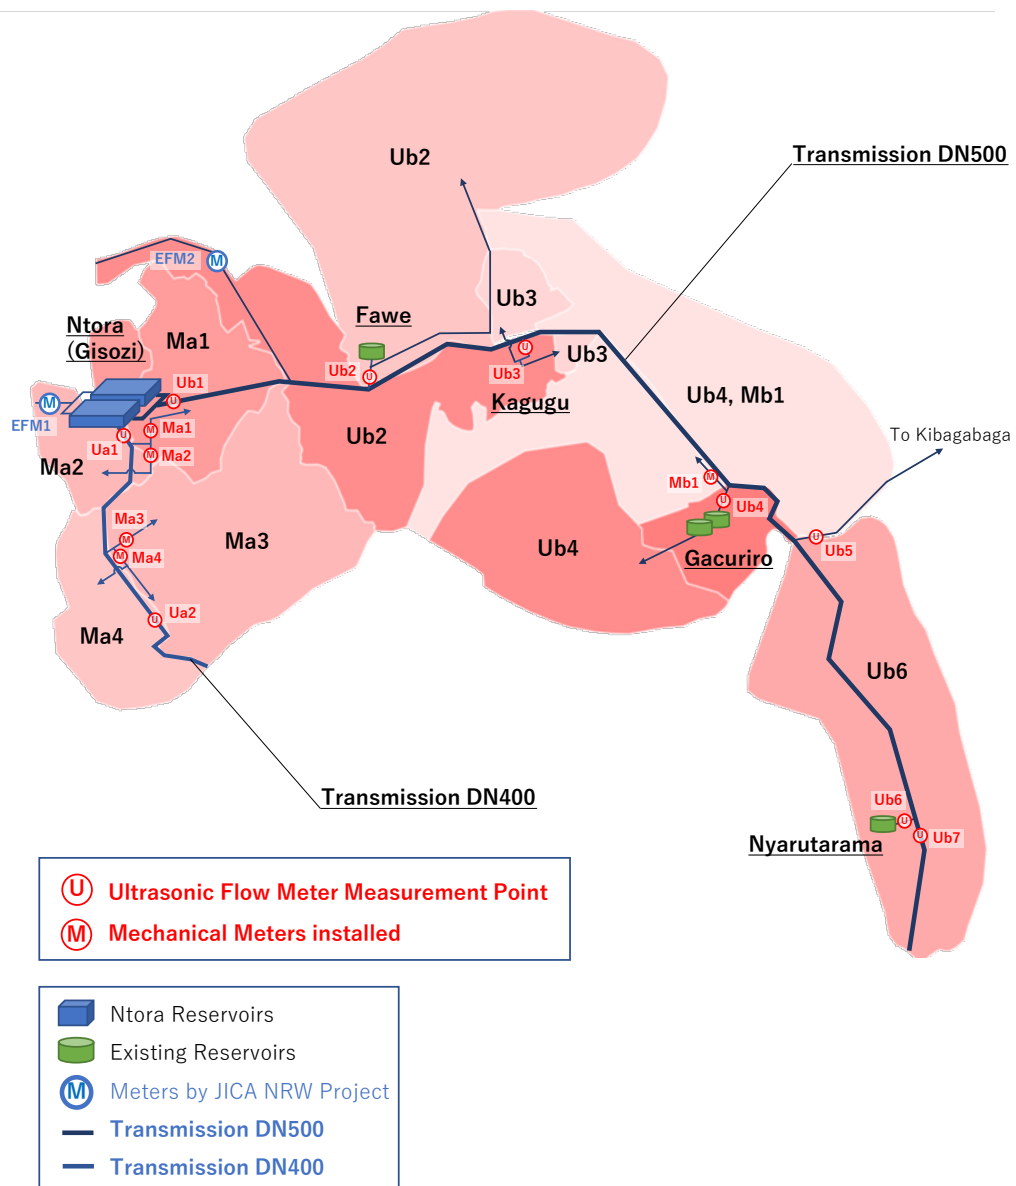 Ub2
Transmission DN500
EFM2
M
Ub3
Fawe
Ntora
(Gisozi)
Ma1
Ub2
U
Ub3
U
Ub3
Kagugu
Ub1
U
M
EFM1
Ub4, Mb1
Ma1
M
Ua1
U
Ma2
M
Ub2
To Kibagabaga
Ma2
Mb1
M
Ub4
U
Ma3
M
Ma4
M
Ma3
Ub4
Gacuriro
U
Ub5
Ua2
U
Ma4
Ub6
Transmission DN400
Ub6
U
U
Ub7
Nyarutarama
U Ultrasonic Flow Meter Measurement Point
M Mechanical Meters installed
Ntora Reservoirs
Existing Reservoirs
M Meters by JICA NRW Project
Transmission DN500
Transmission DN400